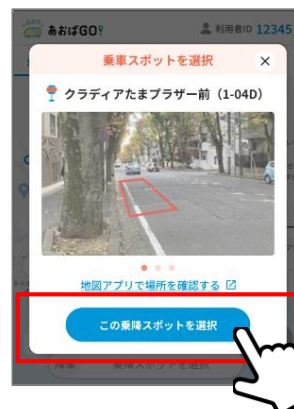 あおばGO!
利用者ID 12345
乗車スポットを選択
クラディアたまプラザー前（1-04D）
地図アプリで場所を確認する
この乗降スポットを選択
降車 乗降スポットを選択